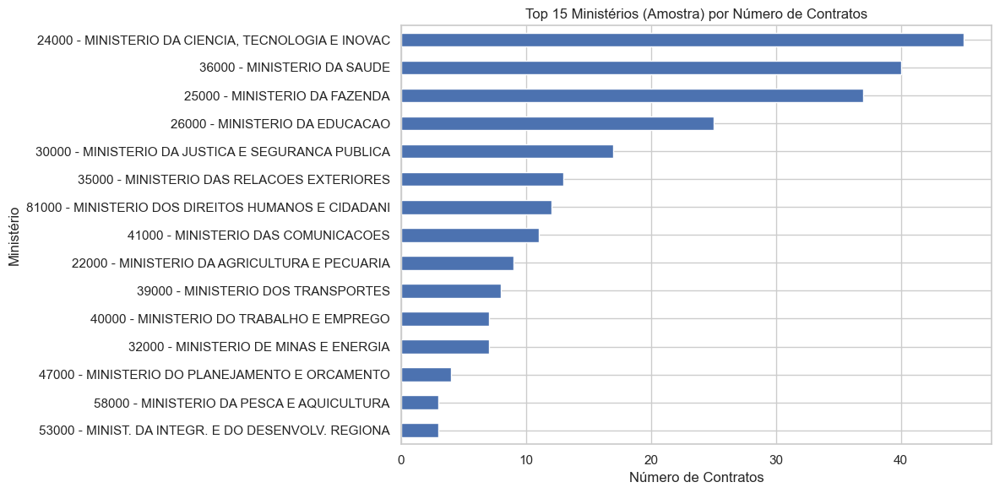 Top 15 Ministérios (Amostra) por Número de Contratos
24000 - MINISTERIO DA CIENCIA, TECNOLOGIA E INOVAC
36000 - MINISTERIO DA SAUDE
25000 - MINISTERIO DA FAZENDA
26000 - MINISTERIO DA EDUCACAO
30000 - MINISTERIO DA JUSTICA E SEGURANCA PUBLICA
35000 - MINISTERIO DAS RELACOES EXTERIORES
81000 - MINISTERIO DOS DIREITOS HUMANOS E CIDADANI
41000 - MINISTERIO DAS COMUNICACOES
22000 - MINISTERIO DA AGRICULTURA E PECUARIA
39000 - MINISTERIO DOS TRANSPORTES
40000 - MINISTERIO DO TRABALHO E EMPREGO
32000 - MINISTERIO DE MINAS E ENERGIA
47000 - MINISTERIO DO PLANEJAMENTO E ORCAMENTO
58000 - MINISTERIO DA PESCA E AQUICULTURA
53000 - MINIST. DA INTEGR. E DO DESENVOLV. REGIONA
Ministério
0 10 20 30 40
Número de Contratos